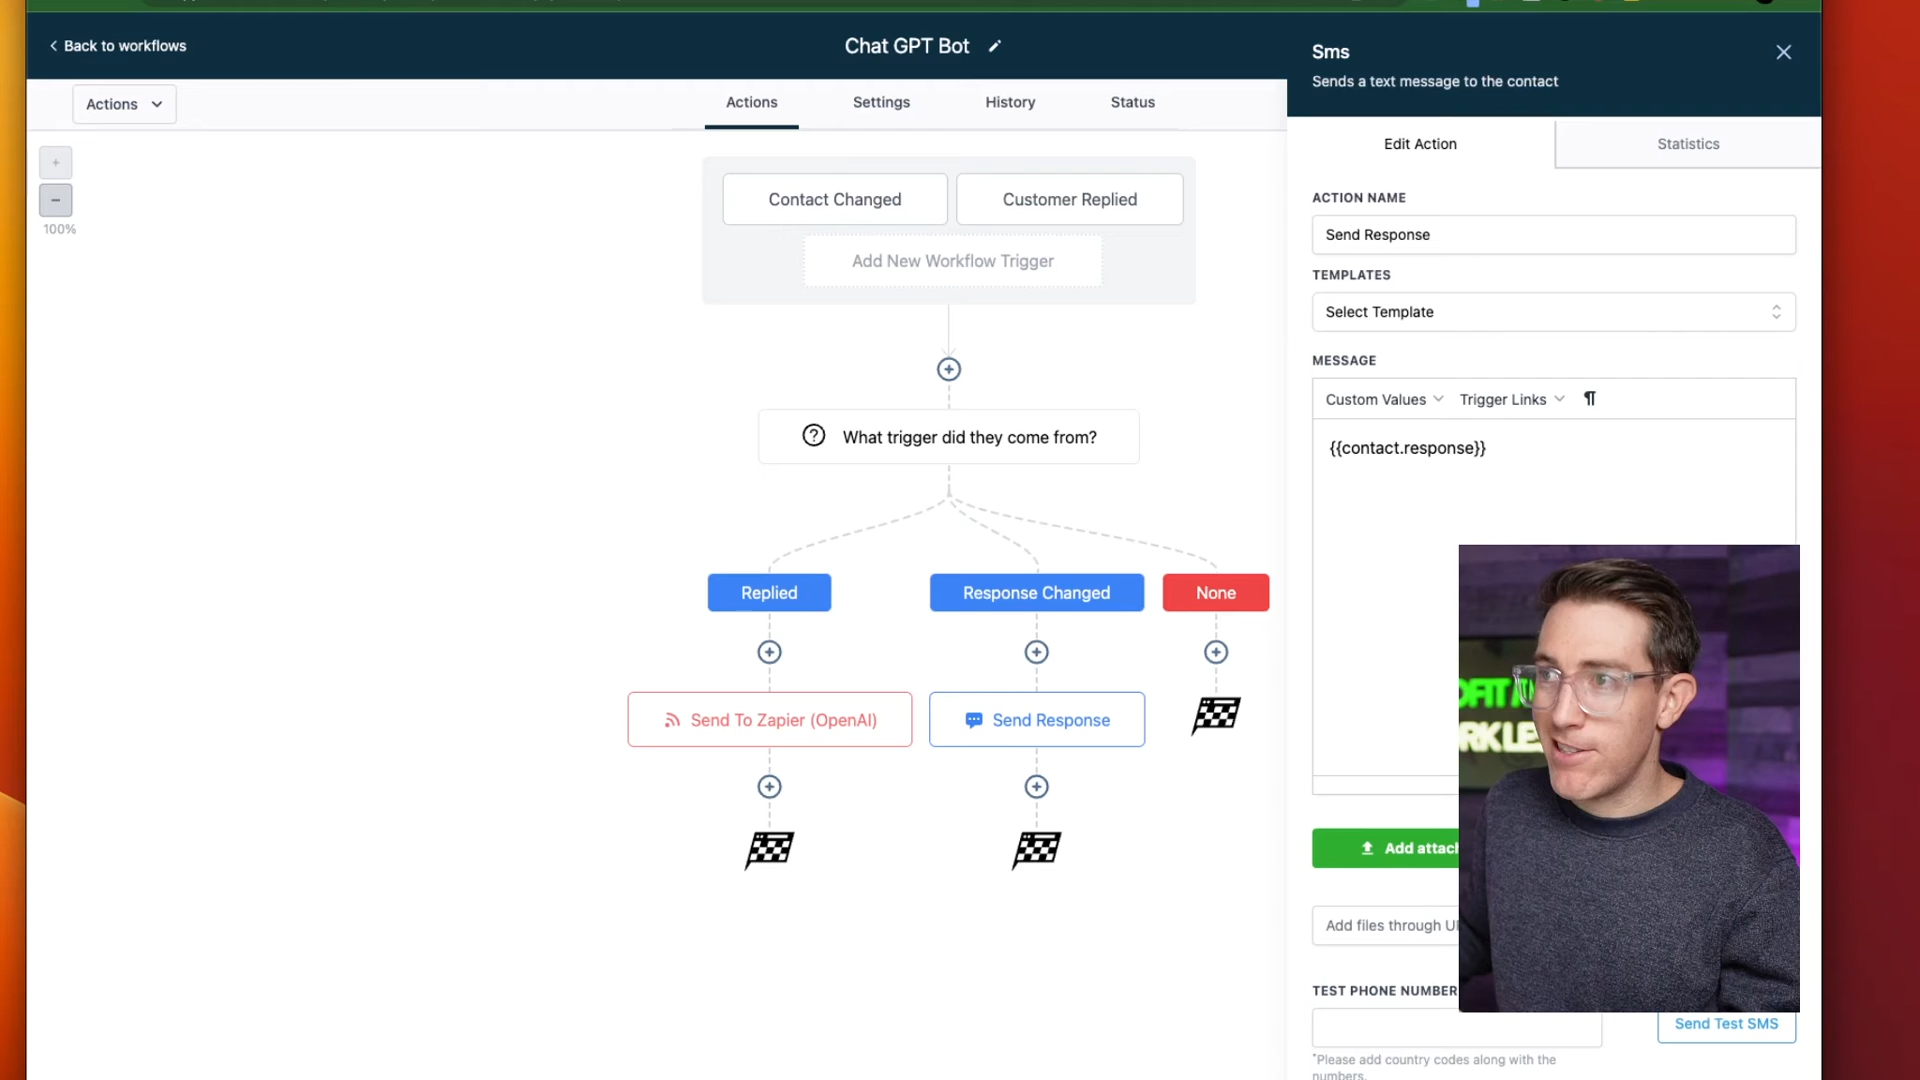 Back to workflows
Chat GPT Bot
Actions
Actions
Settings
History
Status
100%
Contact Changed
Customer Replied
Add New Workflow Trigger
What trigger did they come from?
Replied
Response Changed
None
Send To Zapier (OpenAI)
Send Response
Sms
Sends a text message to the contact
Edit Action
Statistics
ACTION NAME
Send Response
TEMPLATES
Select Template
MESSAGE
Custom Values
Trigger Links
{{contact.response}}
Add attach
Add files through
TEST PHONE NUMBER
Send Test SMS
*Please add country codes along with the
numbers.